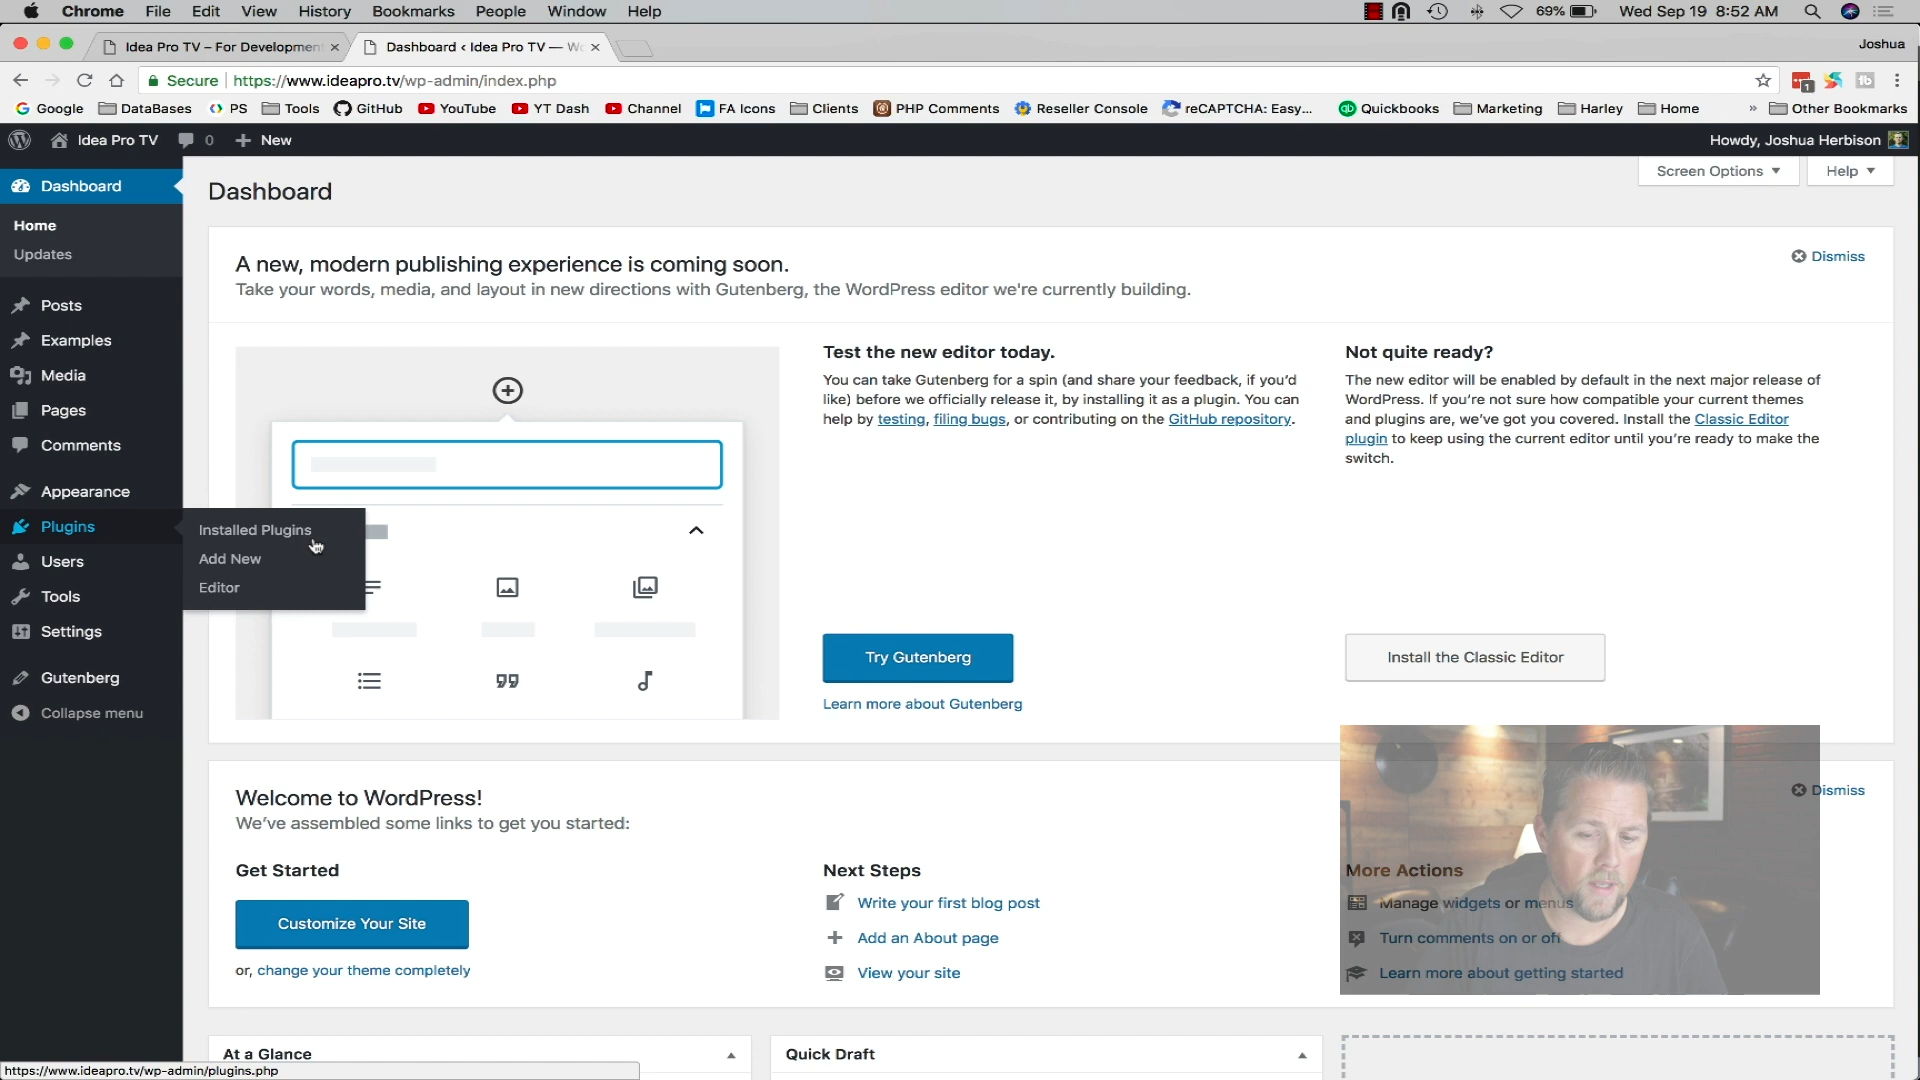 Chrome File Edit View History Bookmarks People Window Help 69% Wed Sep 19 8:52 AM
Idea Pro TV – For Developmen Dashboard ‹ Idea Pro TV — Wo Joshua
Secure https://www.ideapro.tv/wp-admin/index.php 1
Google DataBases PS Tools GitHub YouTube YT Dash Channel FA Icons Clients PHP Comments Reseller Console reCAPTCHA: Easy... Quickbooks Marketing Harley Home » Other Bookmarks
Idea Pro TV 0 New Howdy, Joshua Herbison
Screen Options Help
Dashboard
Home
Updates
Posts
Examples
Media
Pages
Comments
Appearance
Plugins
Users
Tools
Settings
Gutenberg
Collapse menu
Installed Plugins
Add New
Editor
Dashboard
A new, modern publishing experience is coming soon.
Take your words, media, and layout in new directions with Gutenberg, the WordPress editor we're currently building.
Dismiss
Test the new editor today.
You can take Gutenberg for a spin (and share your feedback, if you'd
like) before we officially release it, by installing it as a plugin. You can
help by testing, filing bugs, or contributing on the GitHub repository.
Try Gutenberg
Learn more about Gutenberg
Not quite ready?
The new editor will be enabled by default in the next major release of
WordPress. If you're not sure how compatible your current themes
and plugins are, we've got you covered. Install the Classic Editor
plugin to keep using the current editor until you're ready to make the
switch.
Install the Classic Editor
Welcome to WordPress!
We've assembled some links to get you started:
Dismiss
Get Started
Customize Your Site
or, change your theme completely
Next Steps
Write your first blog post
Add an About page
View your site
More Actions
Manage widgets or menus
Turn comments on or off
Learn more about getting started
At a Glance
Quick Draft
https://www.ideapro.tv/wp-admin/plugins.php